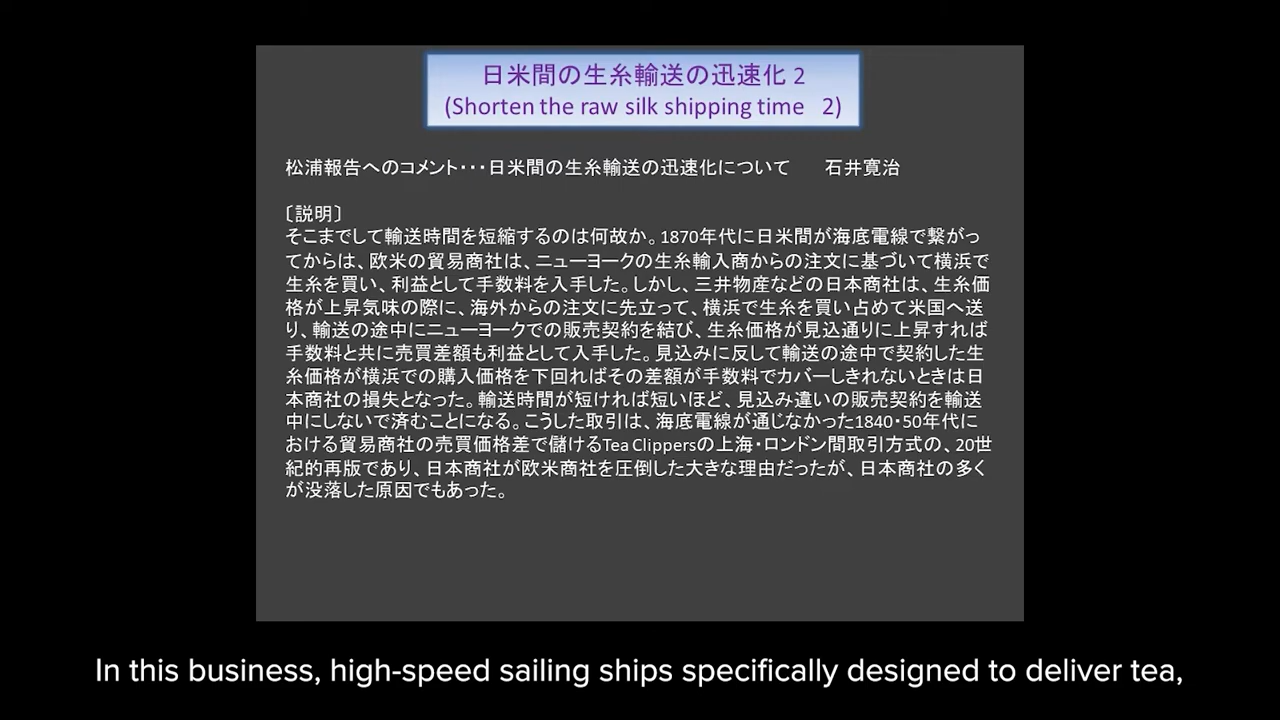 日米間の生糸輸送の迅速化 2
(Shorten the raw silk shipping time 2)
松浦報告へのコメント･･･日米間の生糸輸送の迅速化について 石井寛治
〔説明〕
そこまでして輸送時間を短縮するのは何故か。1870年代に日米間が海底電線で繋がっ
てからは、欧米の貿易商社は、ニューヨークの生糸輸入商からの注文に基づいて横浜で
生糸を買い、利益として手数料を入手した。しかし、三井物産などの日本商社は、生糸価
格が上昇気味の際に、海外からの注文に先立って、横浜で生糸を買い占めて米国へ送
り、輸送の途中にニューヨークでの販売契約を結び、生糸価格が見込通りに上昇すれば
手数料と共に売買差額も利益として入手した。見込みに反して輸送の途中で契約した生
糸価格が横浜での購入価格を下回ればその差額が手数料でカバーしきれないときは日
本商社の損失となった。輸送時間が短ければ短いほど、見込み違いの販売契約を輸送
中にしないで済むことになる。こうした取引は、海底電線が通じなかった1840･50年代に
おける貿易商社の売買価格差で儲けるTea Clippersの上海･ロンドン間取引方式の、20世
紀的再版であり、日本商社が欧米商社を圧倒した大きな理由だったが、日本商社の多く
が没落した原因でもあった。
In this business, high-speed sailing ships specifically designed to deliver tea,